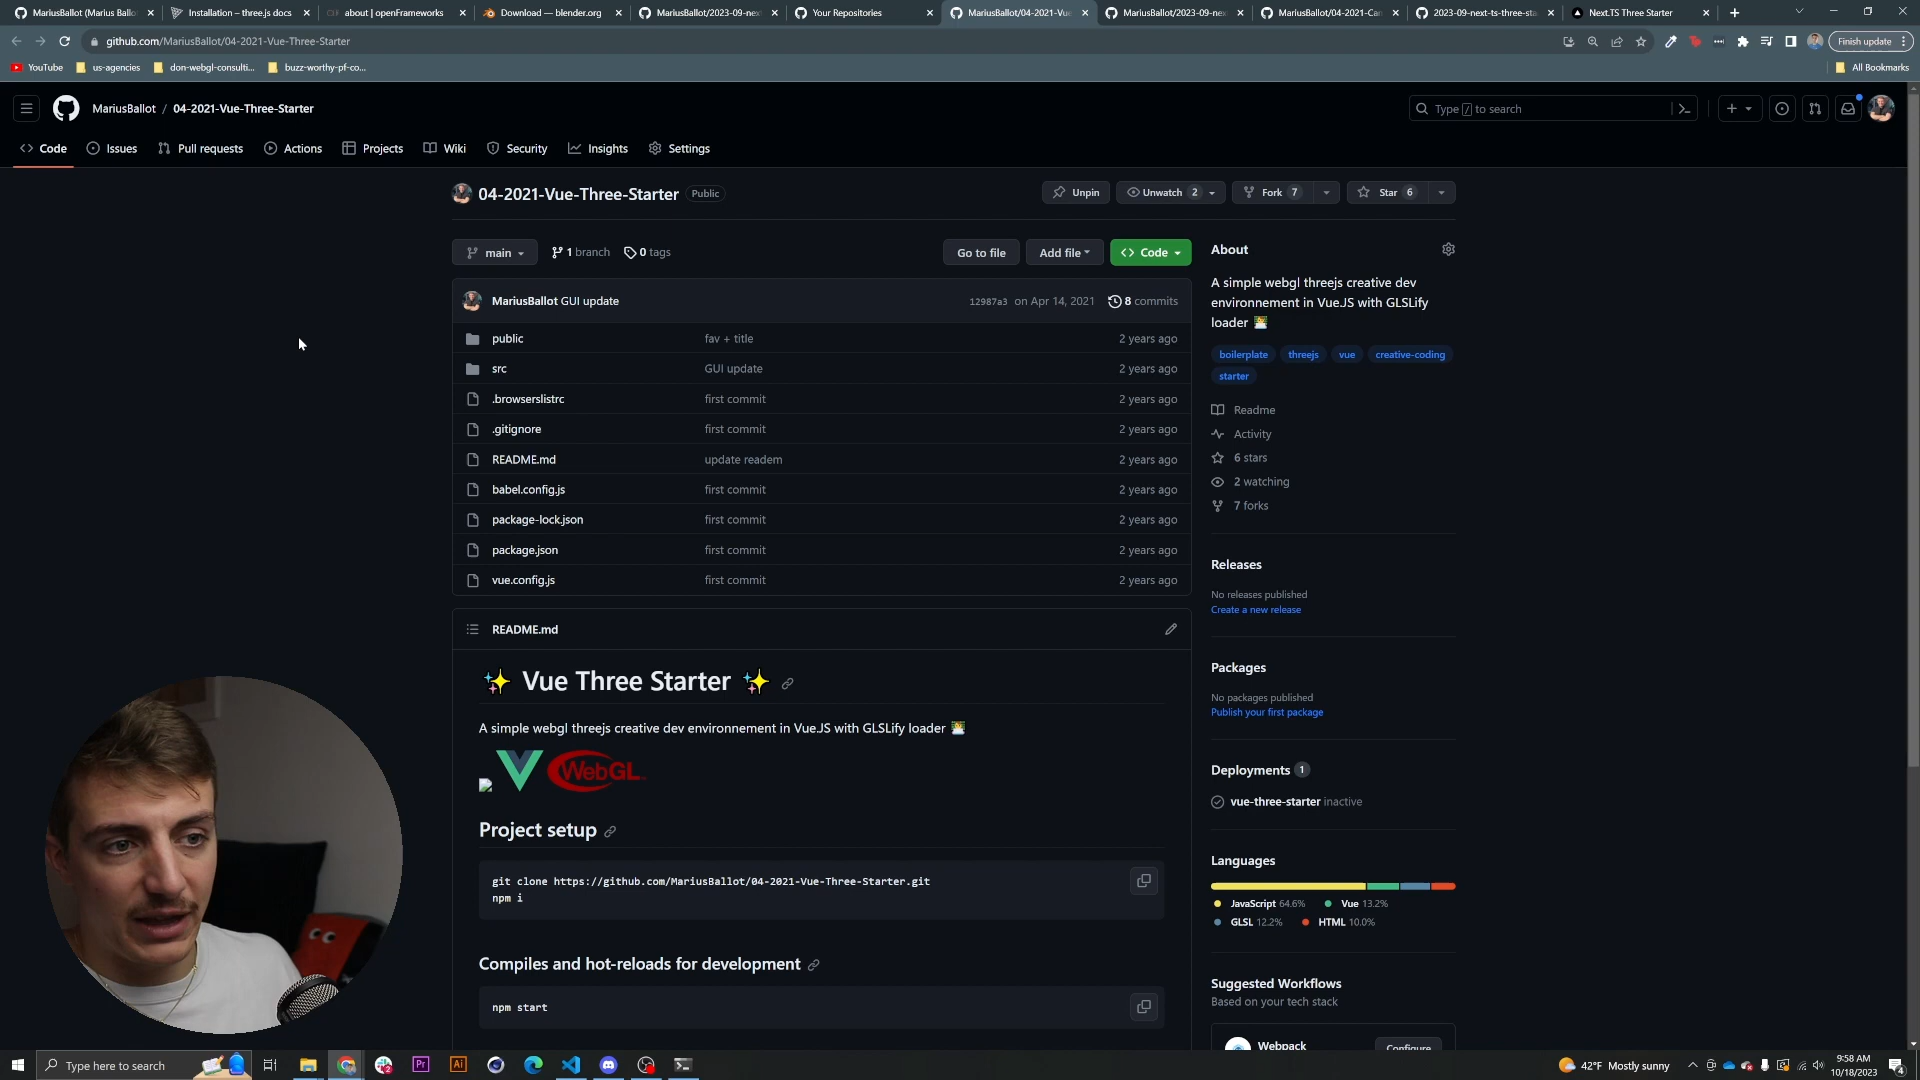 MariusBallot (Marius Ballot)
Installation – three.js docs
about | openFrameworks
Download — blender.org
MariusBallot/2023-09-nex
Your Repositories
MariusBallot/04-2021-Vue
MariusBallot/2023-09-nex
MariusBallot/04-2021-Can
2023-09-next-ts-three-sta
Next.TS Three Starter
github.com/MariusBallot/04-2021-Vue-Three-Starter
Finish update
YouTube
us-agencies
don-webgl-consulti...
buzz-worthy-pf-co...
All Bookmarks
MariusBallot / 04-2021-Vue-Three-Starter
Type / to search
Code
Issues
Pull requests
Actions
Projects
Wiki
Security
Insights
Settings
04-2021-Vue-Three-Starter Public
Unpin
Unwatch 2
Fork 7
Star 6
main
1 branch
0 tags
Go to file
Add file
Code
MariusBallot GUI update
12987a3 on Apr 14, 2021
8 commits
public fav + title 2 years ago
src GUI update 2 years ago
.browserslistrc first commit 2 years ago
.gitignore first commit 2 years ago
README.md update readem 2 years ago
babel.config.js first commit 2 years ago
package-lock.json first commit 2 years ago
package.json first commit 2 years ago
vue.config.js first commit 2 years ago
README.md
✨ Vue Three Starter ✨
A simple webgl threejs creative dev environnement in VueJS with GLSLify loader 👨‍💻
WebGL
Project setup
git clone https://github.com/MariusBallot/04-2021-Vue-Three-Starter.git
npm i
Compiles and hot-reloads for development
npm start
About
A simple webgl threejs creative dev
environnement in VueJS with GLSLify
loader 👨‍💻
boilerplate threejs vue creative-coding
starter
Readme
Activity
6 stars
2 watching
7 forks
Releases
No releases published
Create a new release
Packages
No packages published
Publish your first package
Deployments 1
vue-three-starter inactive
Languages
JavaScript 64.6% Vue 13.2%
GLSL 12.2% HTML 10.0%
Suggested Workflows
Based on your tech stack
Webpack
Configure
Type here to search
Pr
Ai
42°F Mostly sunny
9:58 AM
10/18/2023